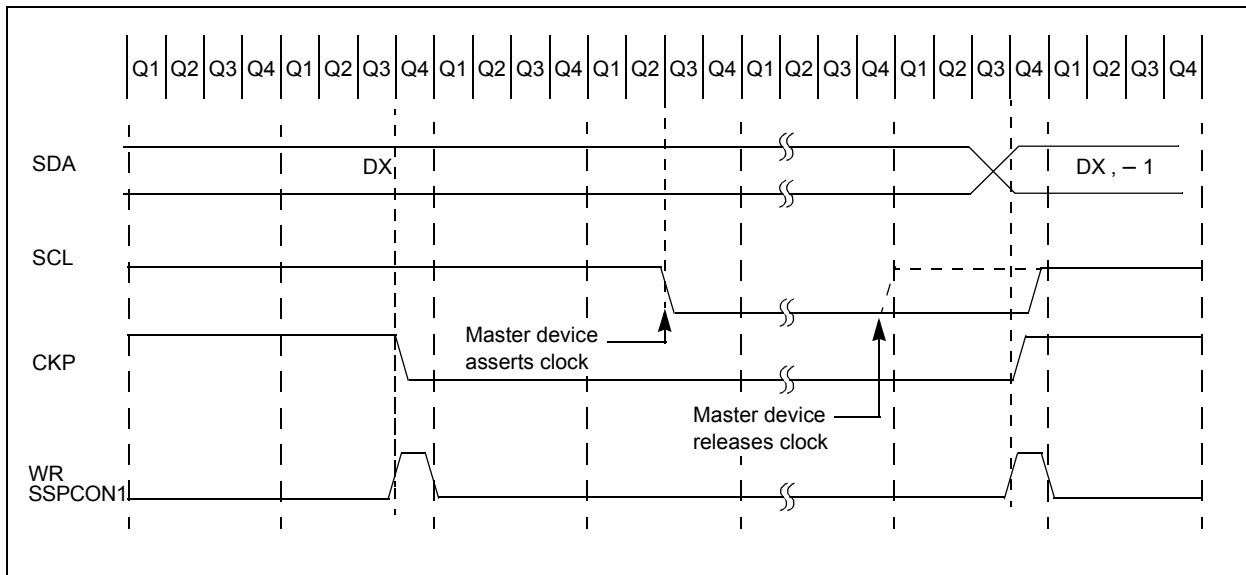 Q1 Q2 Q3 Q4 Q1 Q2 Q3 Q4 Q1 Q2 Q3 Q4 Q1 Q2 Q3 Q4 Q1 Q2 Q3 Q4 Q1 Q2 Q3 Q4 Q1 Q2 Q3 Q4
SDA
DX
DX , – 1
SCL
Master device
asserts clock
CKP
Master device
releases clock
WR
SSPCON1